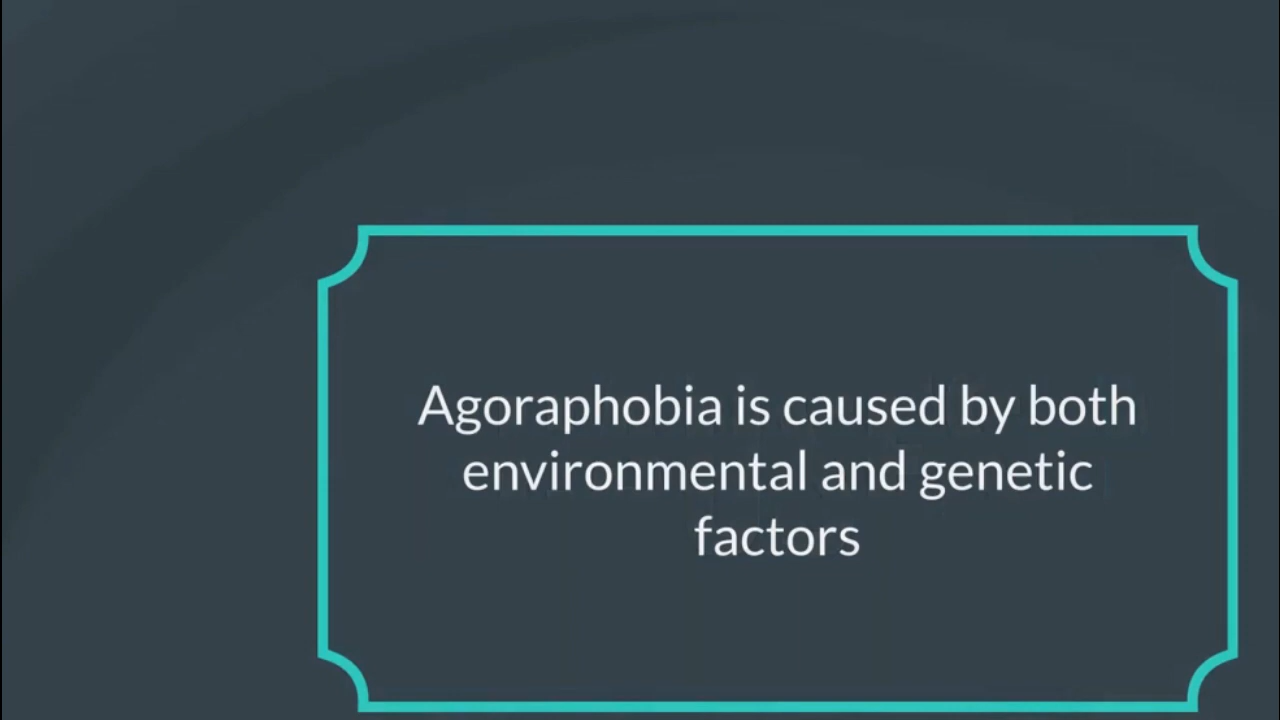 Agoraphobia is caused by both
environmental and genetic
factors